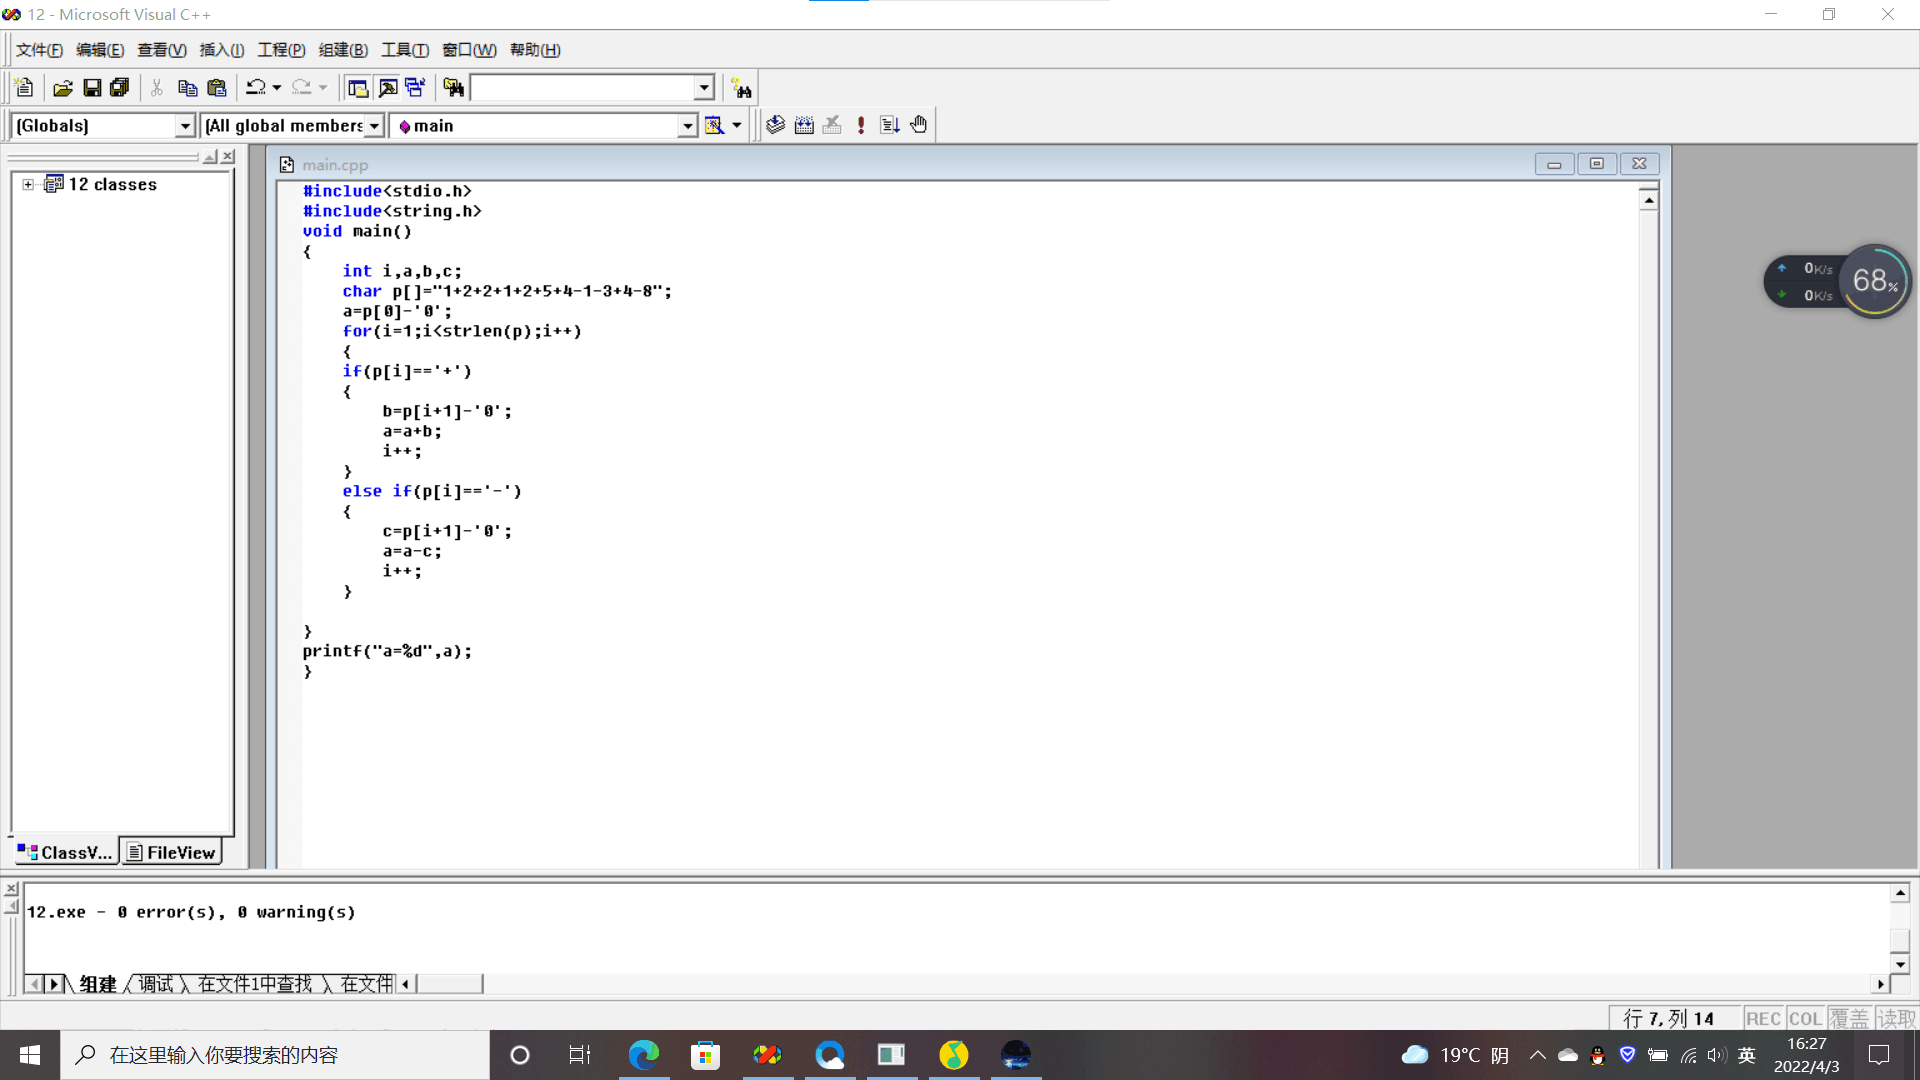 12 - Microsoft Visual C++
文件(F) 编辑(E) 查看(V) 插入(I) 工程(P) 组建(B) 工具(T) 窗口(W) 帮助(H)
(Globals) (All global members main
12 classes
main.cpp
#include<stdio.h>
#include<string.h>
void main()
{
int i,a,b,c;
char p[]="1+2+2+1+2+5+4-1-3+4-8";
a=p[0]-'0';
for(i=1;i<strlen(p);i++)
{
if(p[i]=='+')
{
b=p[i+1]-'0';
a=a+b;
i++;
}
else if(p[i]=='-')
{
c=p[i+1]-'0';
a=a-c;
i++;
}
}
printf("a=%d",a);
}
0K/s
0K/s
68%
ClassV... FileView
12.exe - 0 error(s), 0 warning(s)
组建 调试 在文件1中查找 在文件
行 7, 列 14 REC COL 覆盖 读取
在这里输入你要搜索的内容
19°C 阴 英
16:27
2022/4/3